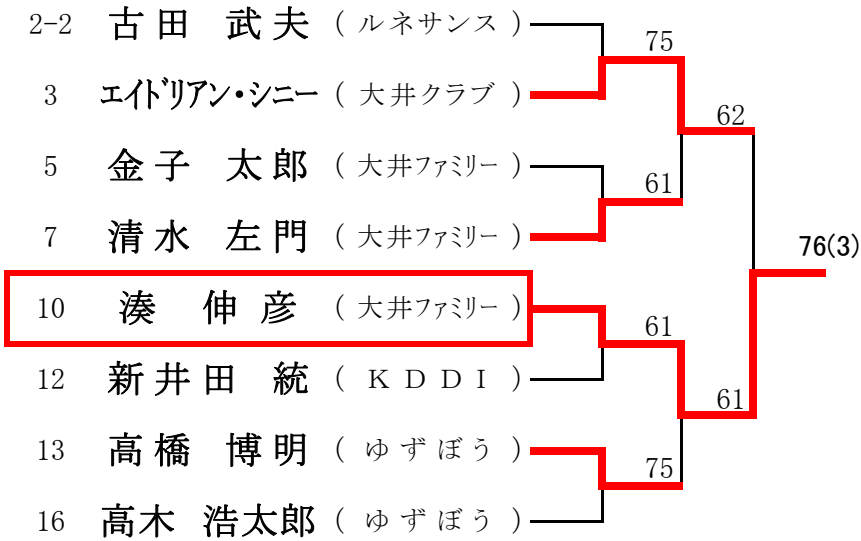 2-2 古田 武夫 (ルネサンス)
75
3 エイドリアン・シニー (大井クラブ)
62
5 金子 太郎 (大井ファミリー)
61
7 清水 左門 (大井ファミリー)
76(3)
10 湊 伸彦 (大井ファミリー)
61
12 新井田 統 (KDDI)
61
13 高橋 博明 (ゆずぼう)
75
16 高木 浩太郎 (ゆずぼう)